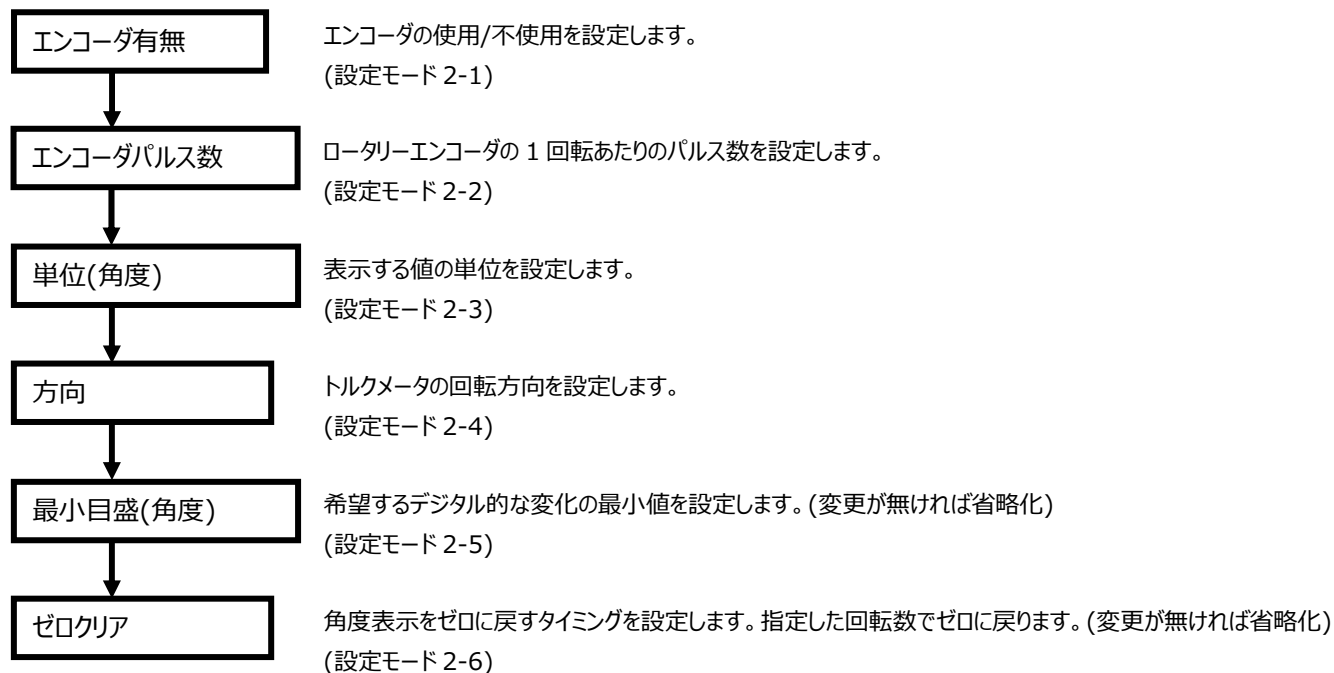 エンコーダ有無
エンコーダの使用/不使用を設定します。
(設定モード 2-1)
エンコーダパルス数
ロータリーエンコーダの 1 回転あたりのパルス数を設定します。
(設定モード 2-2)
単位(角度)
表示する値の単位を設定します。
(設定モード 2-3)
方向
トルクメータの回転方向を設定します。
(設定モード 2-4)
最小目盛(角度)
希望するデジタル的な変化の最小値を設定します。(変更が無ければ省略化)
(設定モード 2-5)
ゼロクリア
角度表示をゼロに戻すタイミングを設定します。指定した回転数でゼロに戻ります。(変更が無ければ省略化)
(設定モード 2-6)